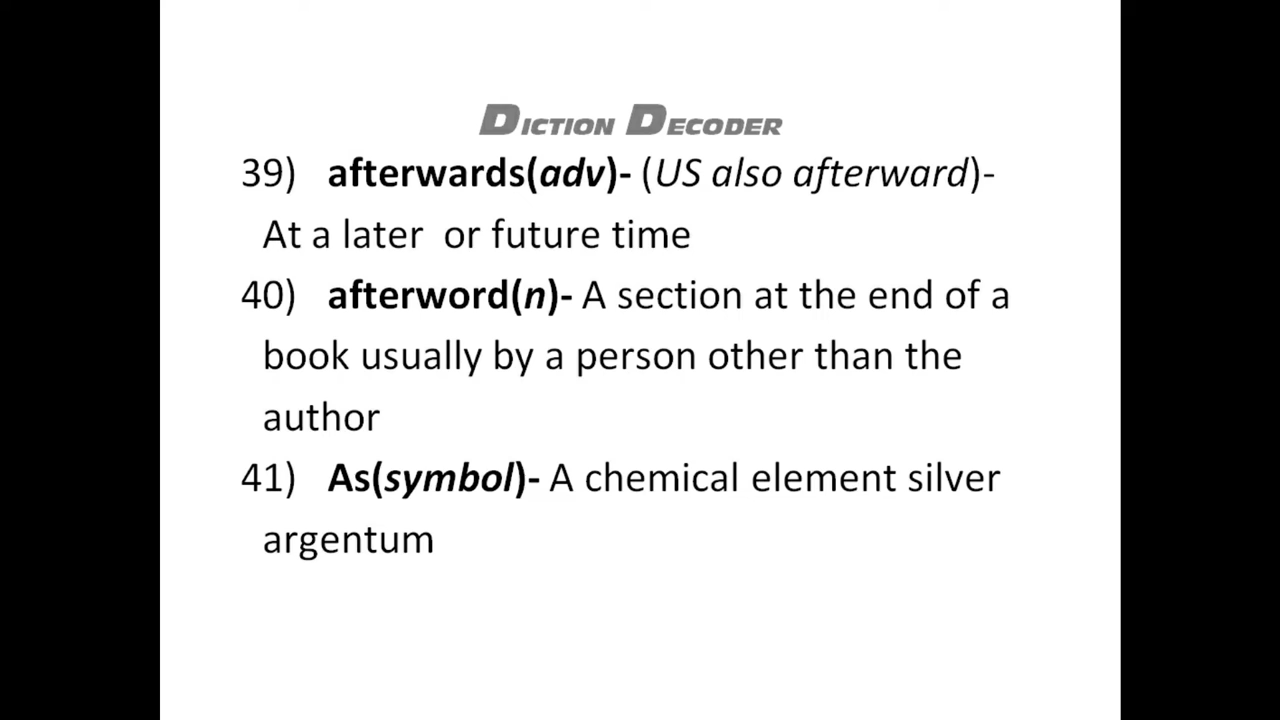 DICTION DECODER
39) afterwards(adv)- (US also afterward)-
At a later or future time
40) afterword(n)- A section at the end of a
book usually by a person other than the
author
41) As(symbol)- A chemical element silver
argentum